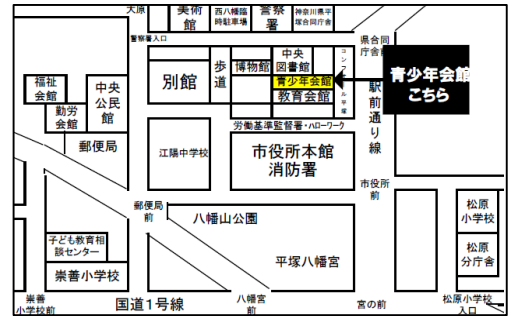 大原
美術
館
西八幡臨
時駐車場
警察
署
神奈川県平
塚合同庁舎
警察署入口
県合同
庁舎前
別館
歩
道
博物館
中央
図書館
青少年会館
教育会館
青少年会館
こちら
駅
前
通
り
線
福祉
会館
中央
公民
館
勤労
会館
郵便局
労働基準監督署・ハローワーク
江陽中学校
市役所本館
消防署
市役所
前
郵便局
前
八幡山公園
松原
小学校
松原
分庁舎
子ども教育相
談センター
崇善小学校
平塚八幡宮
崇善
小学校前
国道1号線
八幡宮
前
宮の前
松原小学校
入口